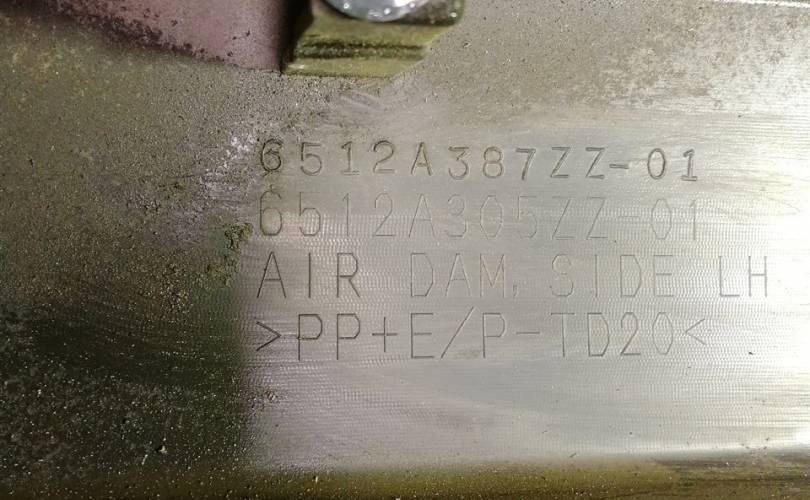 6512A387ZZ-01
6512A305ZZ-01
AIR DAM, SIDE LH
>PP+E/P-TD20<